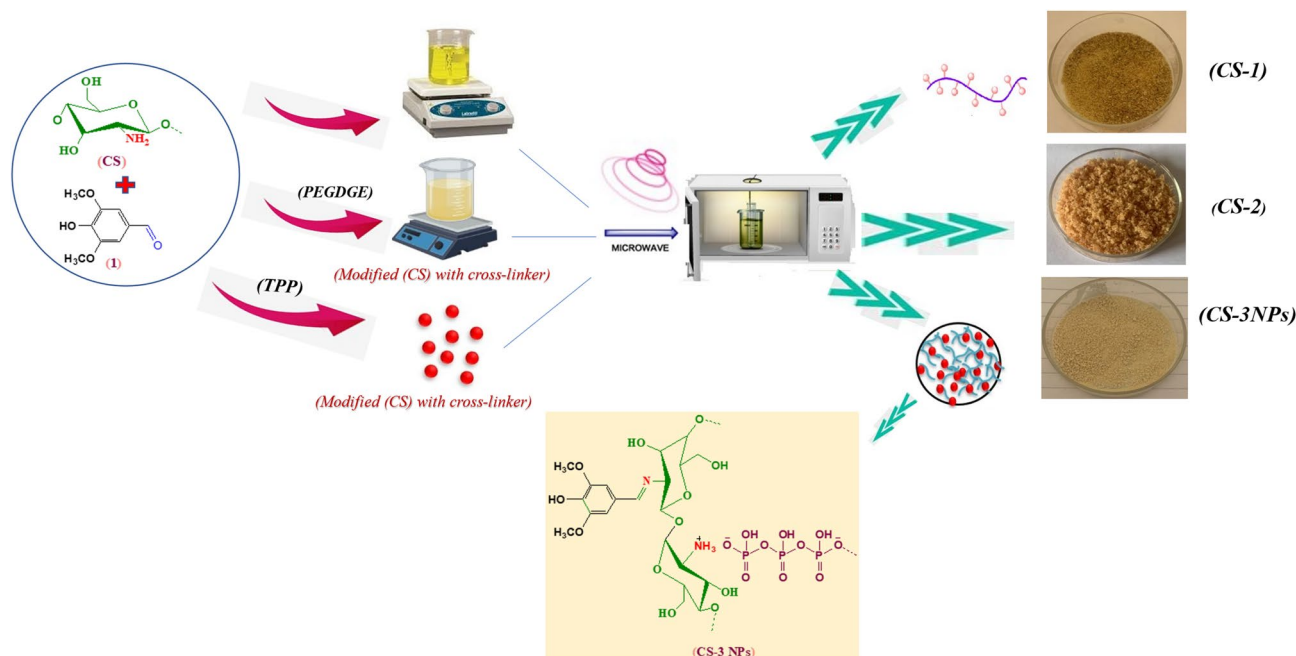 OH
O
O
O
HO
NH₂
(CS)
H₃CO
HO
O
H₃CO
(1)
(PEGDGE)
(Modified (CS) with cross-linker)
(TPP)
(Modified (CS) with cross-linker)
MICROWAVE
(CS-1)
(CS-2)
(CS-3NPs)
O
HO
OH
H₃CO
N
O
HO
O
H₃CO
O
NH₃
+
O
OH
HO
O
O⁻
OH
OH
OH
O⁻
P
O
P
O
P
O
O
O
(CS-3 NPs)